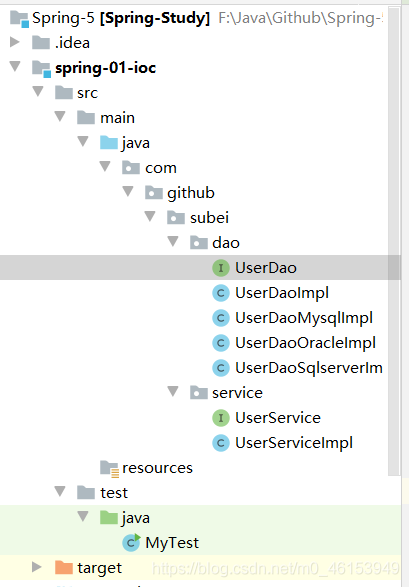 Spring-5 [Spring-Study] F:\Java\Github\Spring-5
.idea
spring-01-ioc
src
main
java
com
github
subei
dao
UserDao
UserDaoImpl
UserDaoMysqlImpl
UserDaoOracleImpl
UserDaoSqlserverIm
service
UserService
UserServiceImpl
resources
test
java
MyTest
target
https://blog.csdn.net/m0_46153949